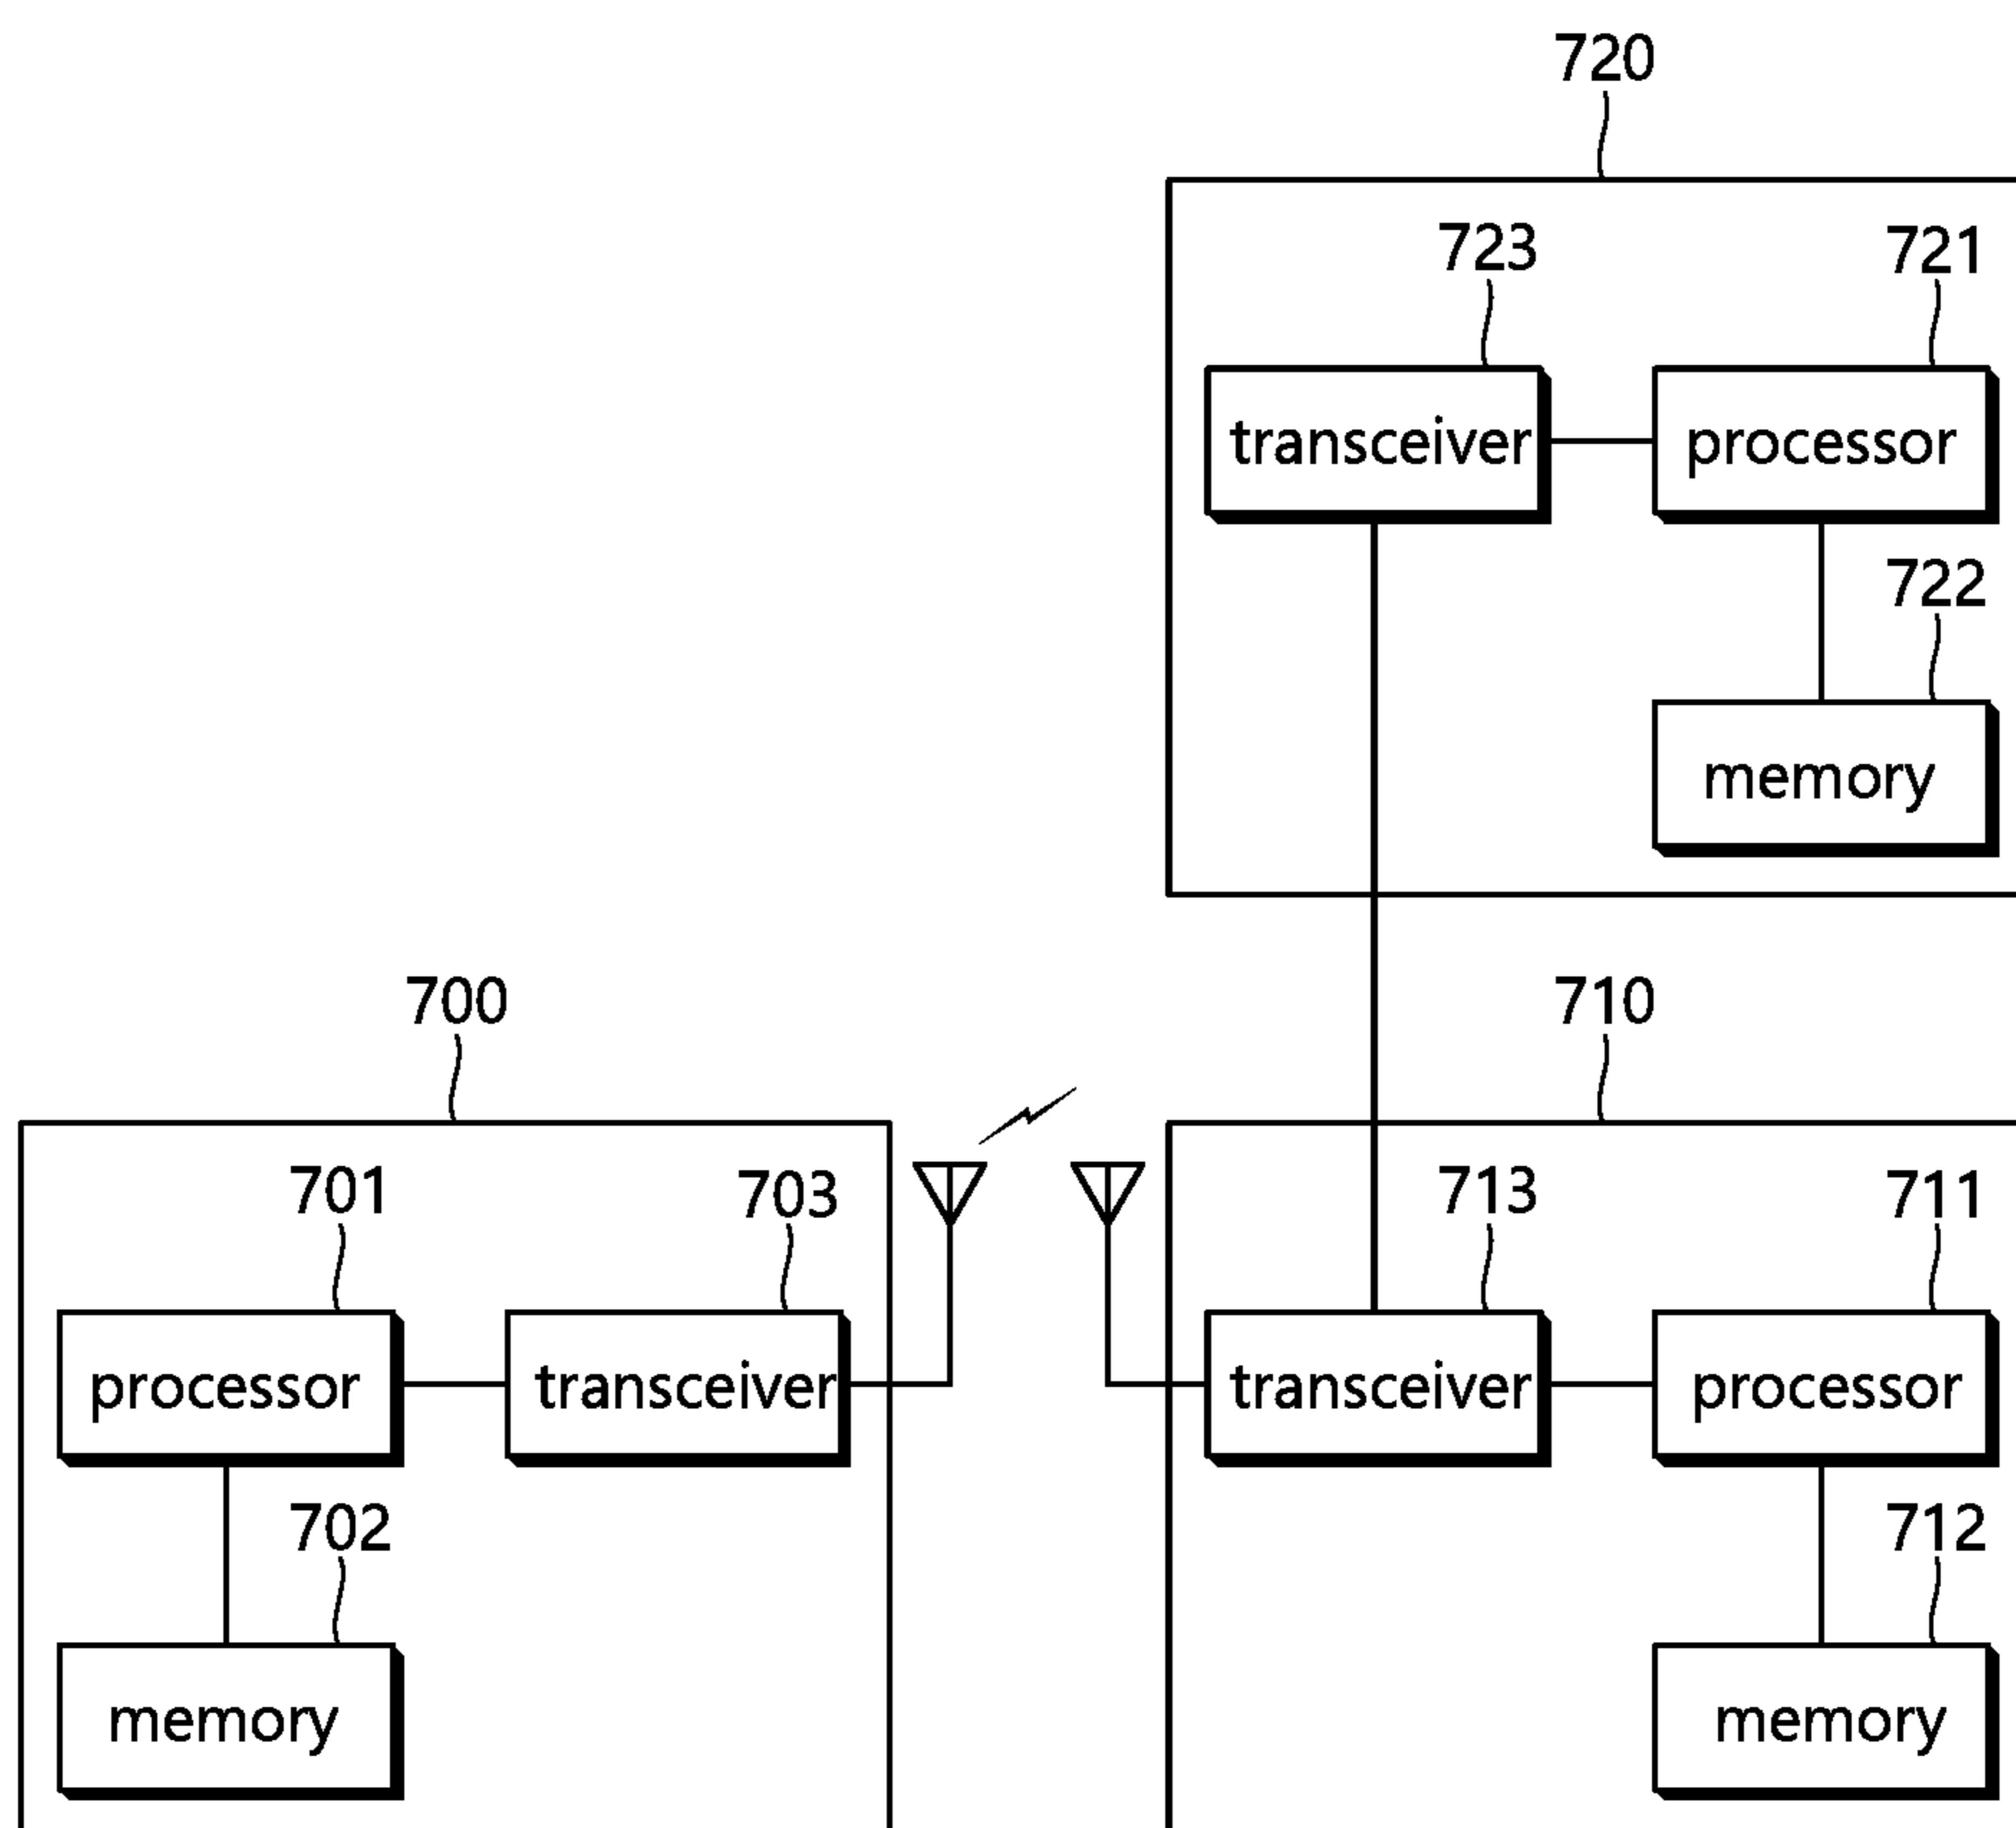 720
723
721
transceiver
processor
722
memory
700
710
701
703
713
711
processor
transceiver
transceiver
processor
702
712
memory
memory